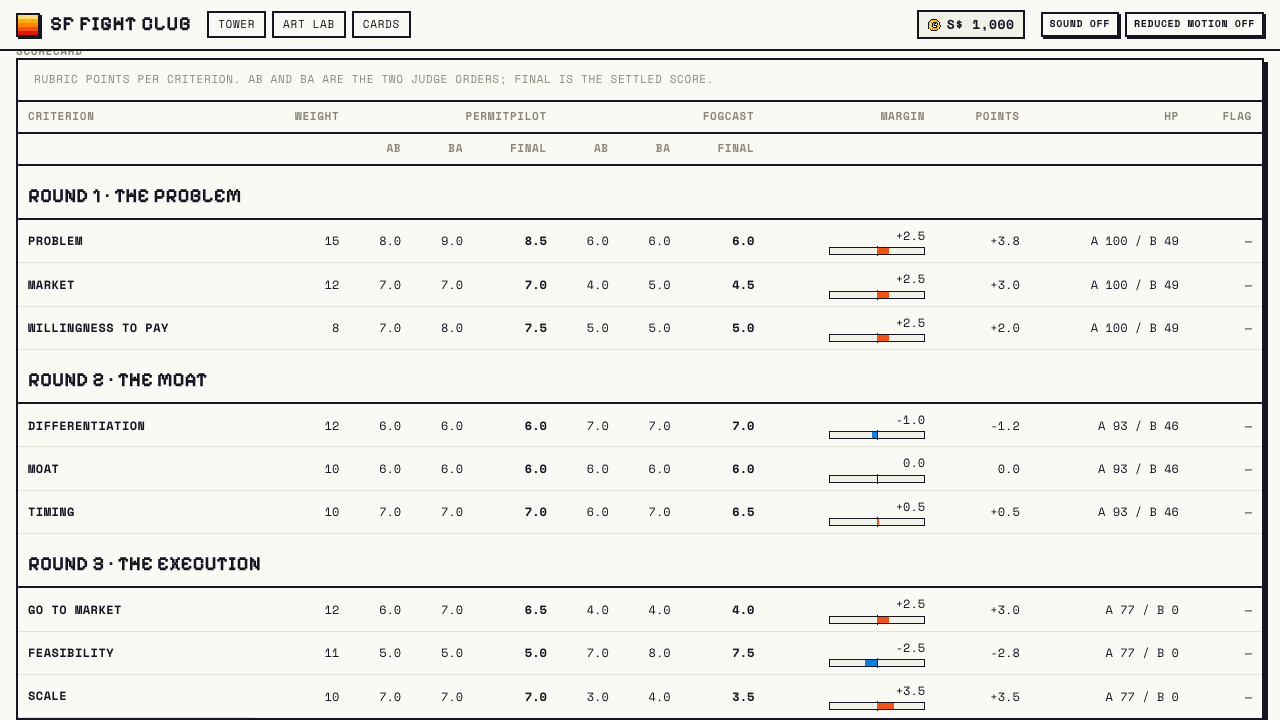 SF FIGHT CLUB TOWER ART LAB CARDS S$ 1,000 SOUND OFF REDUCED MOTION OFF
SCORECARD
RUBRIC POINTS PER CRITERION. AB AND BA ARE THE TWO JUDGE ORDERS; FINAL IS THE SETTLED SCORE.
CRITERION WEIGHT PERMITPILOT FOGCAST MARGIN POINTS HP FLAG
AB BA FINAL AB BA FINAL
ROUND 1 · THE PROBLEM
PROBLEM 15 8.0 9.0 8.5 6.0 6.0 6.0 +2.5 +3.8 A 100 / B 49 —
MARKET 12 7.0 7.0 7.0 4.0 5.0 4.5 +2.5 +3.0 A 100 / B 49 —
WILLINGNESS TO PAY 8 7.0 8.0 7.5 5.0 5.0 5.0 +2.5 +2.0 A 100 / B 49 —
ROUND 2 · THE MOAT
DIFFERENTIATION 12 6.0 6.0 6.0 7.0 7.0 7.0 -1.0 -1.2 A 93 / B 46 —
MOAT 10 6.0 6.0 6.0 6.0 6.0 6.0 0.0 0.0 A 93 / B 46 —
TIMING 10 7.0 7.0 7.0 6.0 7.0 6.5 +0.5 +0.5 A 93 / B 46 —
ROUND 3 · THE EXECUTION
GO TO MARKET 12 6.0 7.0 6.5 4.0 4.0 4.0 +2.5 +3.0 A 77 / B 0 —
FEASIBILITY 11 5.0 5.0 5.0 7.0 8.0 7.5 -2.5 -2.8 A 77 / B 0 —
SCALE 10 7.0 7.0 7.0 3.0 4.0 3.5 +3.5 +3.5 A 77 / B 0 —